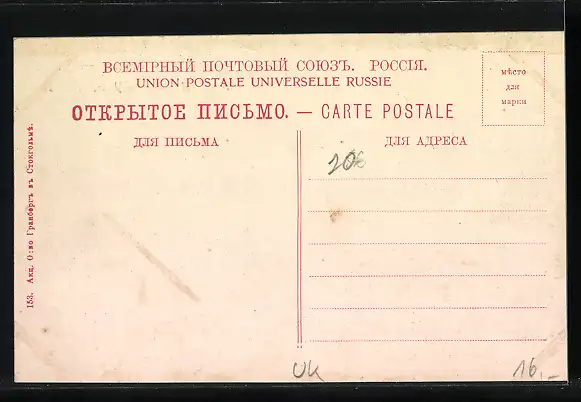 ВСЕМІРНЫЙ ПОЧТОВЫЙ СОЮЗЪ. РОССІЯ.
UNION POSTALE UNIVERSELLE RUSSIE
ОТКРЫТОЕ ПИСЬМО. — CARTE POSTALE
мѣсто
для
марки
ДЛЯ ПИСЬМА
ДЛЯ АДРЕСА
153. Акц. О:во Гранбергъ въ Стокгольмѣ.
UK
16.-